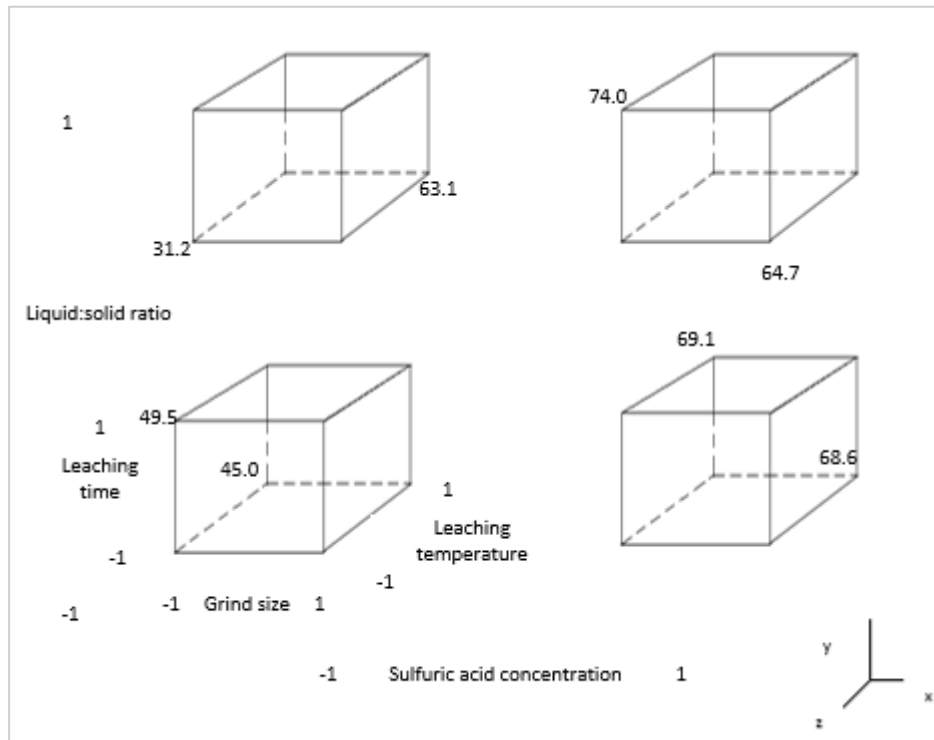 74.0
1
63.1
31.2
64.7
Liquid:solid ratio
69.1
49.5
1
Leaching
time
45.0
68.6
1
Leaching
temperature
-1
-1
-1 Grind size 1
-1
-1 Sulfuric acid concentration 1
y
x
z